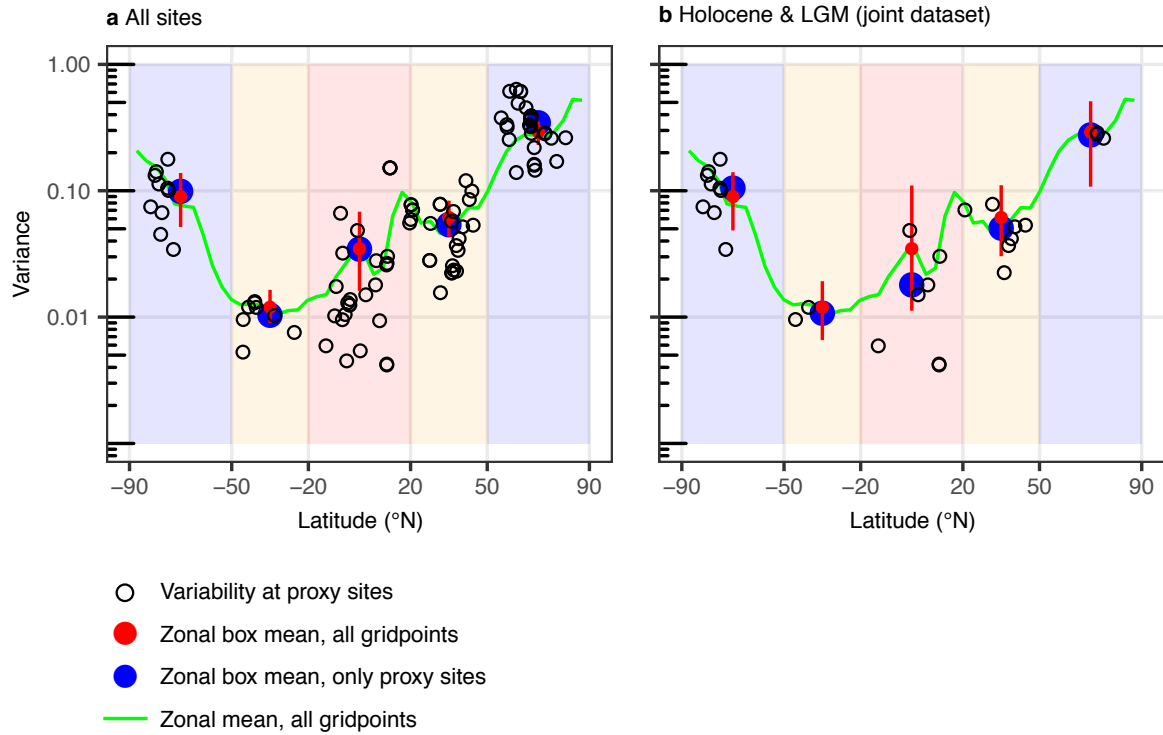 a All sites
b Holocene & LGM (joint dataset)
Variance
1.00
0.10
0.01
−90
−50
−20
20
50
90
Latitude (°N)
−90
−50
−20
20
50
90
Latitude (°N)
Variability at proxy sites
Zonal box mean, all gridpoints
Zonal box mean, only proxy sites
Zonal mean, all gridpoints